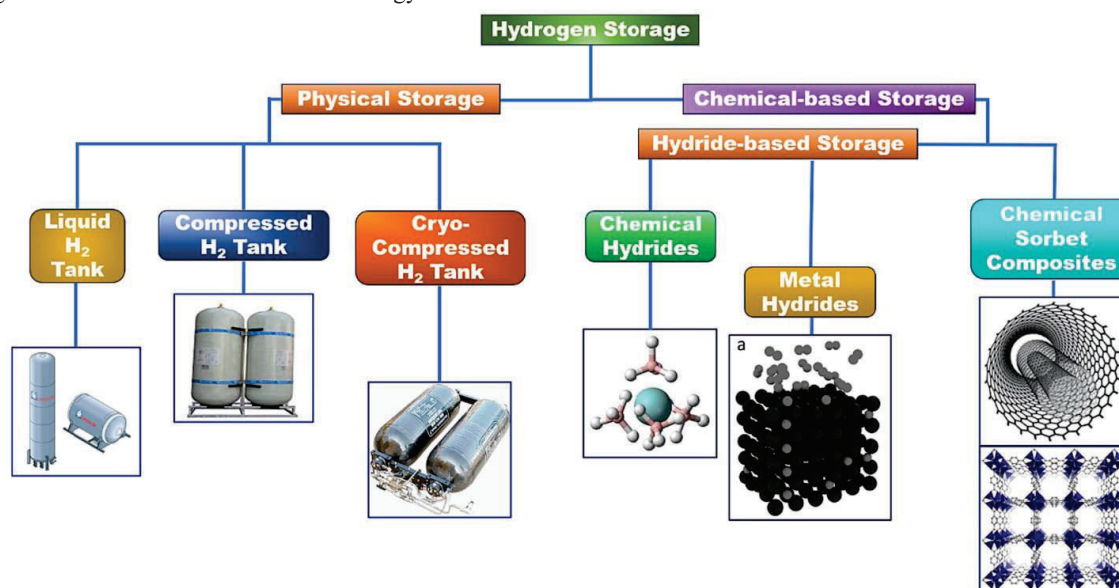 Hydrogen Storage
Physical Storage
Chemical-based Storage
Hydride-based Storage
Liquid
H₂
Tank
Compressed
H₂ Tank
Cryo-
Compressed
H₂ Tank
Chemical
Hydrides
Metal
Hydrides
Chemical
Sorbet
Composites
a